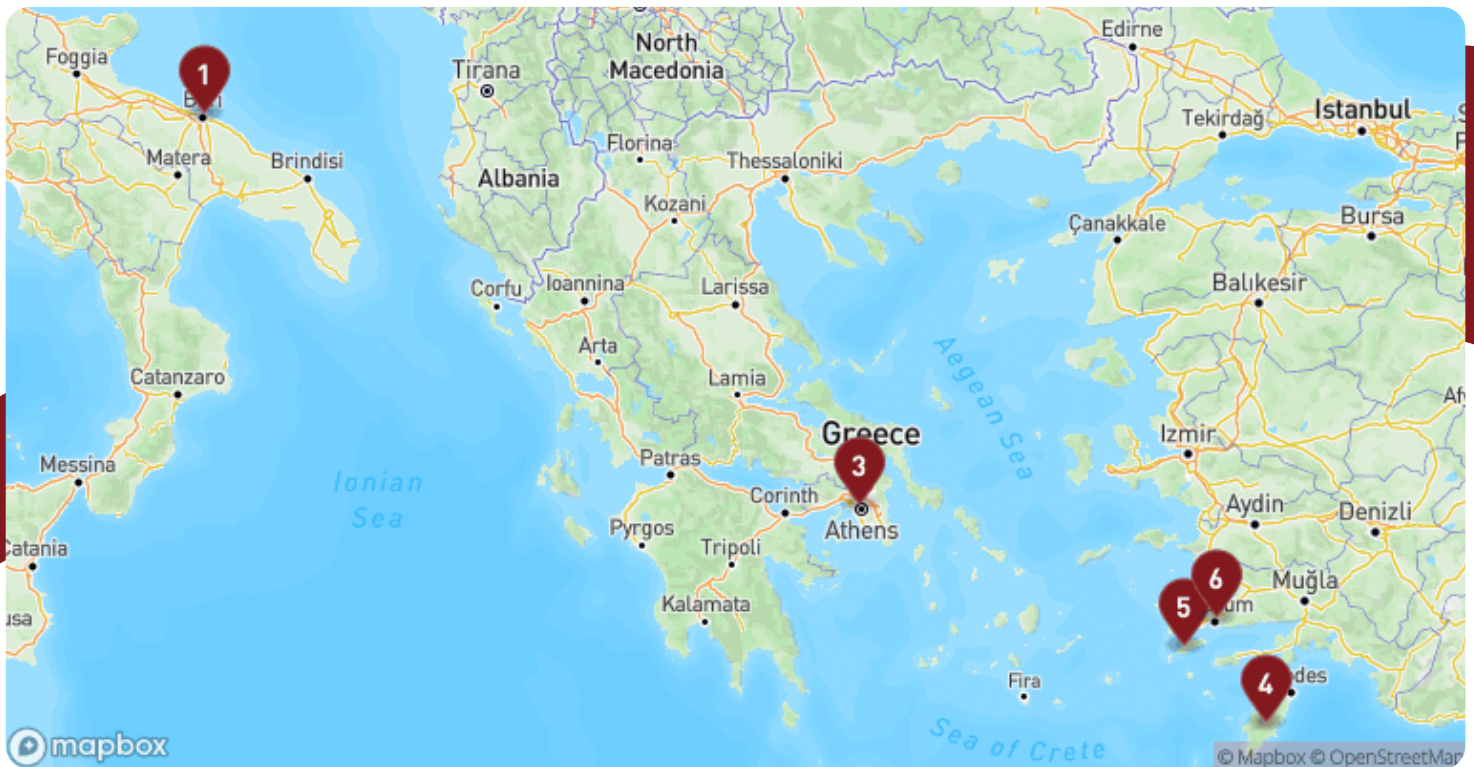 Edirne
Foggia
North
Macedonia
Tirana
1
Istanbul
Tekirdağ
Florina
Matera
Brindisi
Thessaloniki
Albania
Kozani
Bursa
Çanakkale
Ioannina
Corfu
Larissa
Balıkesir
Arta
Aegean Sea
Catanzaro
Lamia
Greece
Izmir
Patras
Messina
3
Ionian
Sea
Corinth
Aydin
Denizli
Pyrgos
Athens
Catania
Tripoli
6
Muğla
Kalamata
5
Fira
4
Sea of Crete
mapbox
© Mapbox © OpenStreetMap